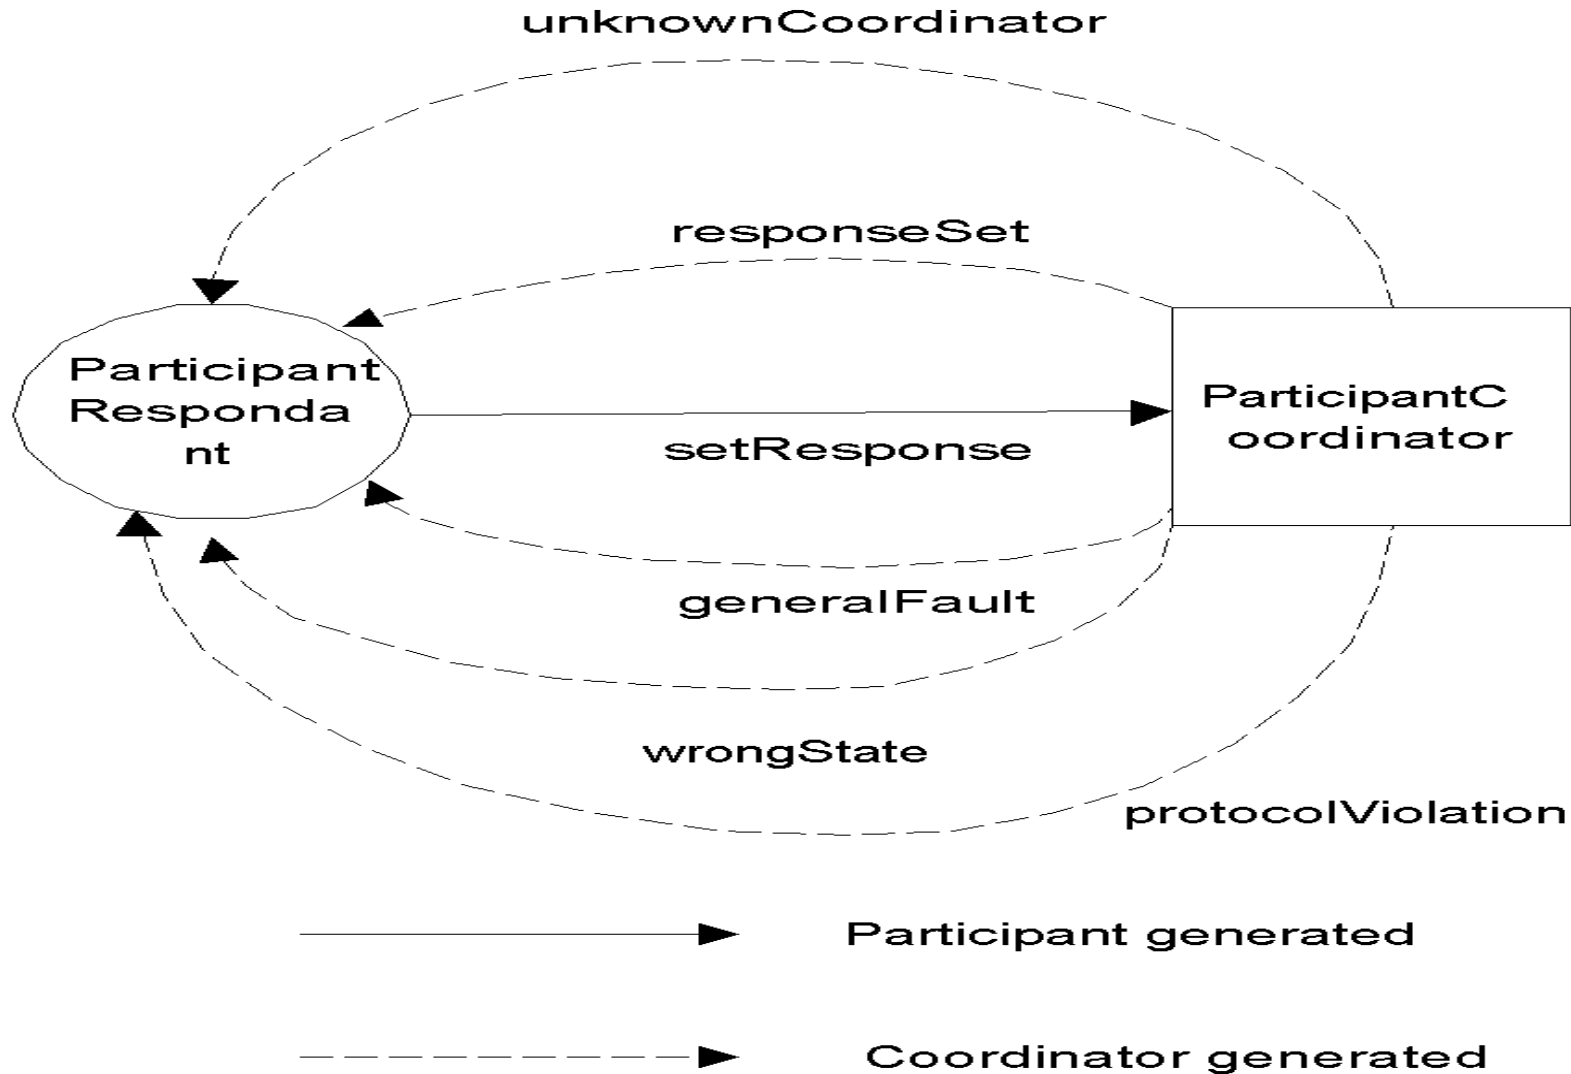 unknownCoordinator
responseSet
Participant
Responda
nt
ParticipantC
oordinator
setResponse
generalFault
wrongState
protocolViolation
Participant generated
Coordinator generated